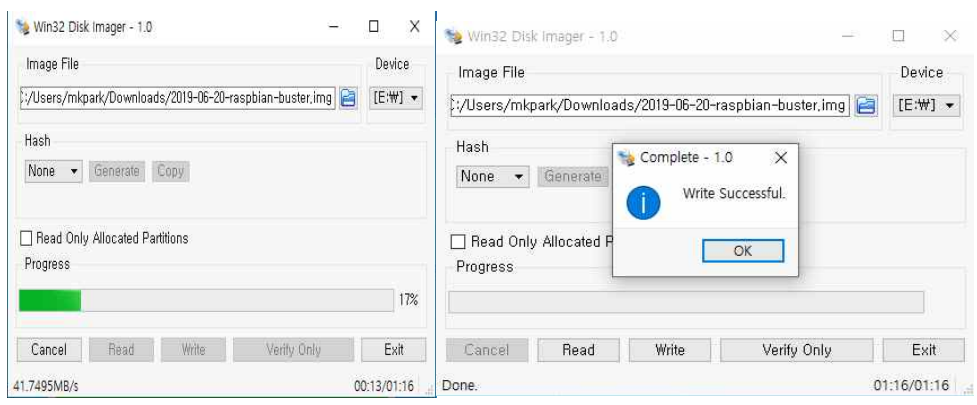 Win32 Disk Imager - 1.0
Image File
Device
:/Users/mkpark/Downloads/2019-06-20-raspbian-buster.img
[E:₩]
Hash
None
Generate
Copy
Read Only Allocated Partitions
Progress
17%
Cancel
Read
Write
Verify Only
Exit
41.7495MB/s
00:13/01:16
Win32 Disk Imager - 1.0
Image File
Device
:/Users/mkpark/Downloads/2019-06-20-raspbian-buster.img
[E:₩]
Hash
None
Generate
Complete - 1.0
Write Successful.
OK
Read Only Allocated P
Progress
Cancel
Read
Write
Verify Only
Exit
Done.
01:16/01:16